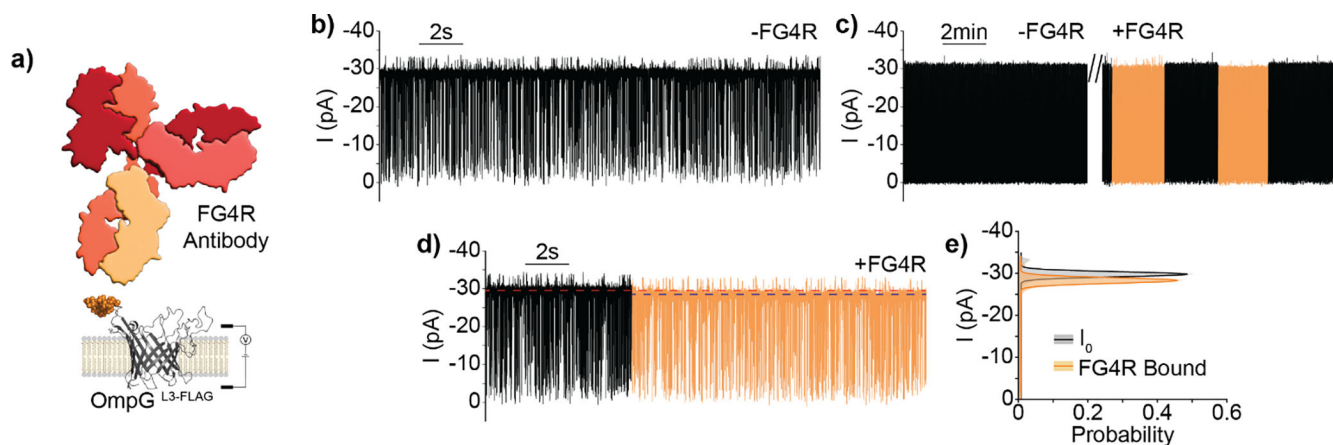 a)
FG4R
Antibody
V
OmpG L3-FLAG
b)
2s
-FG4R
I (pA)
-40
-30
-20
-10
0
c)
2min
-FG4R
+FG4R
I (pA)
-40
-30
-20
-10
0
d)
2s
+FG4R
I (pA)
-40
-30
-20
-10
0
e)
I (pA)
-40
-30
-20
-10
0
I0
FG4R Bound
0 0.2 0.4 0.6
Probability